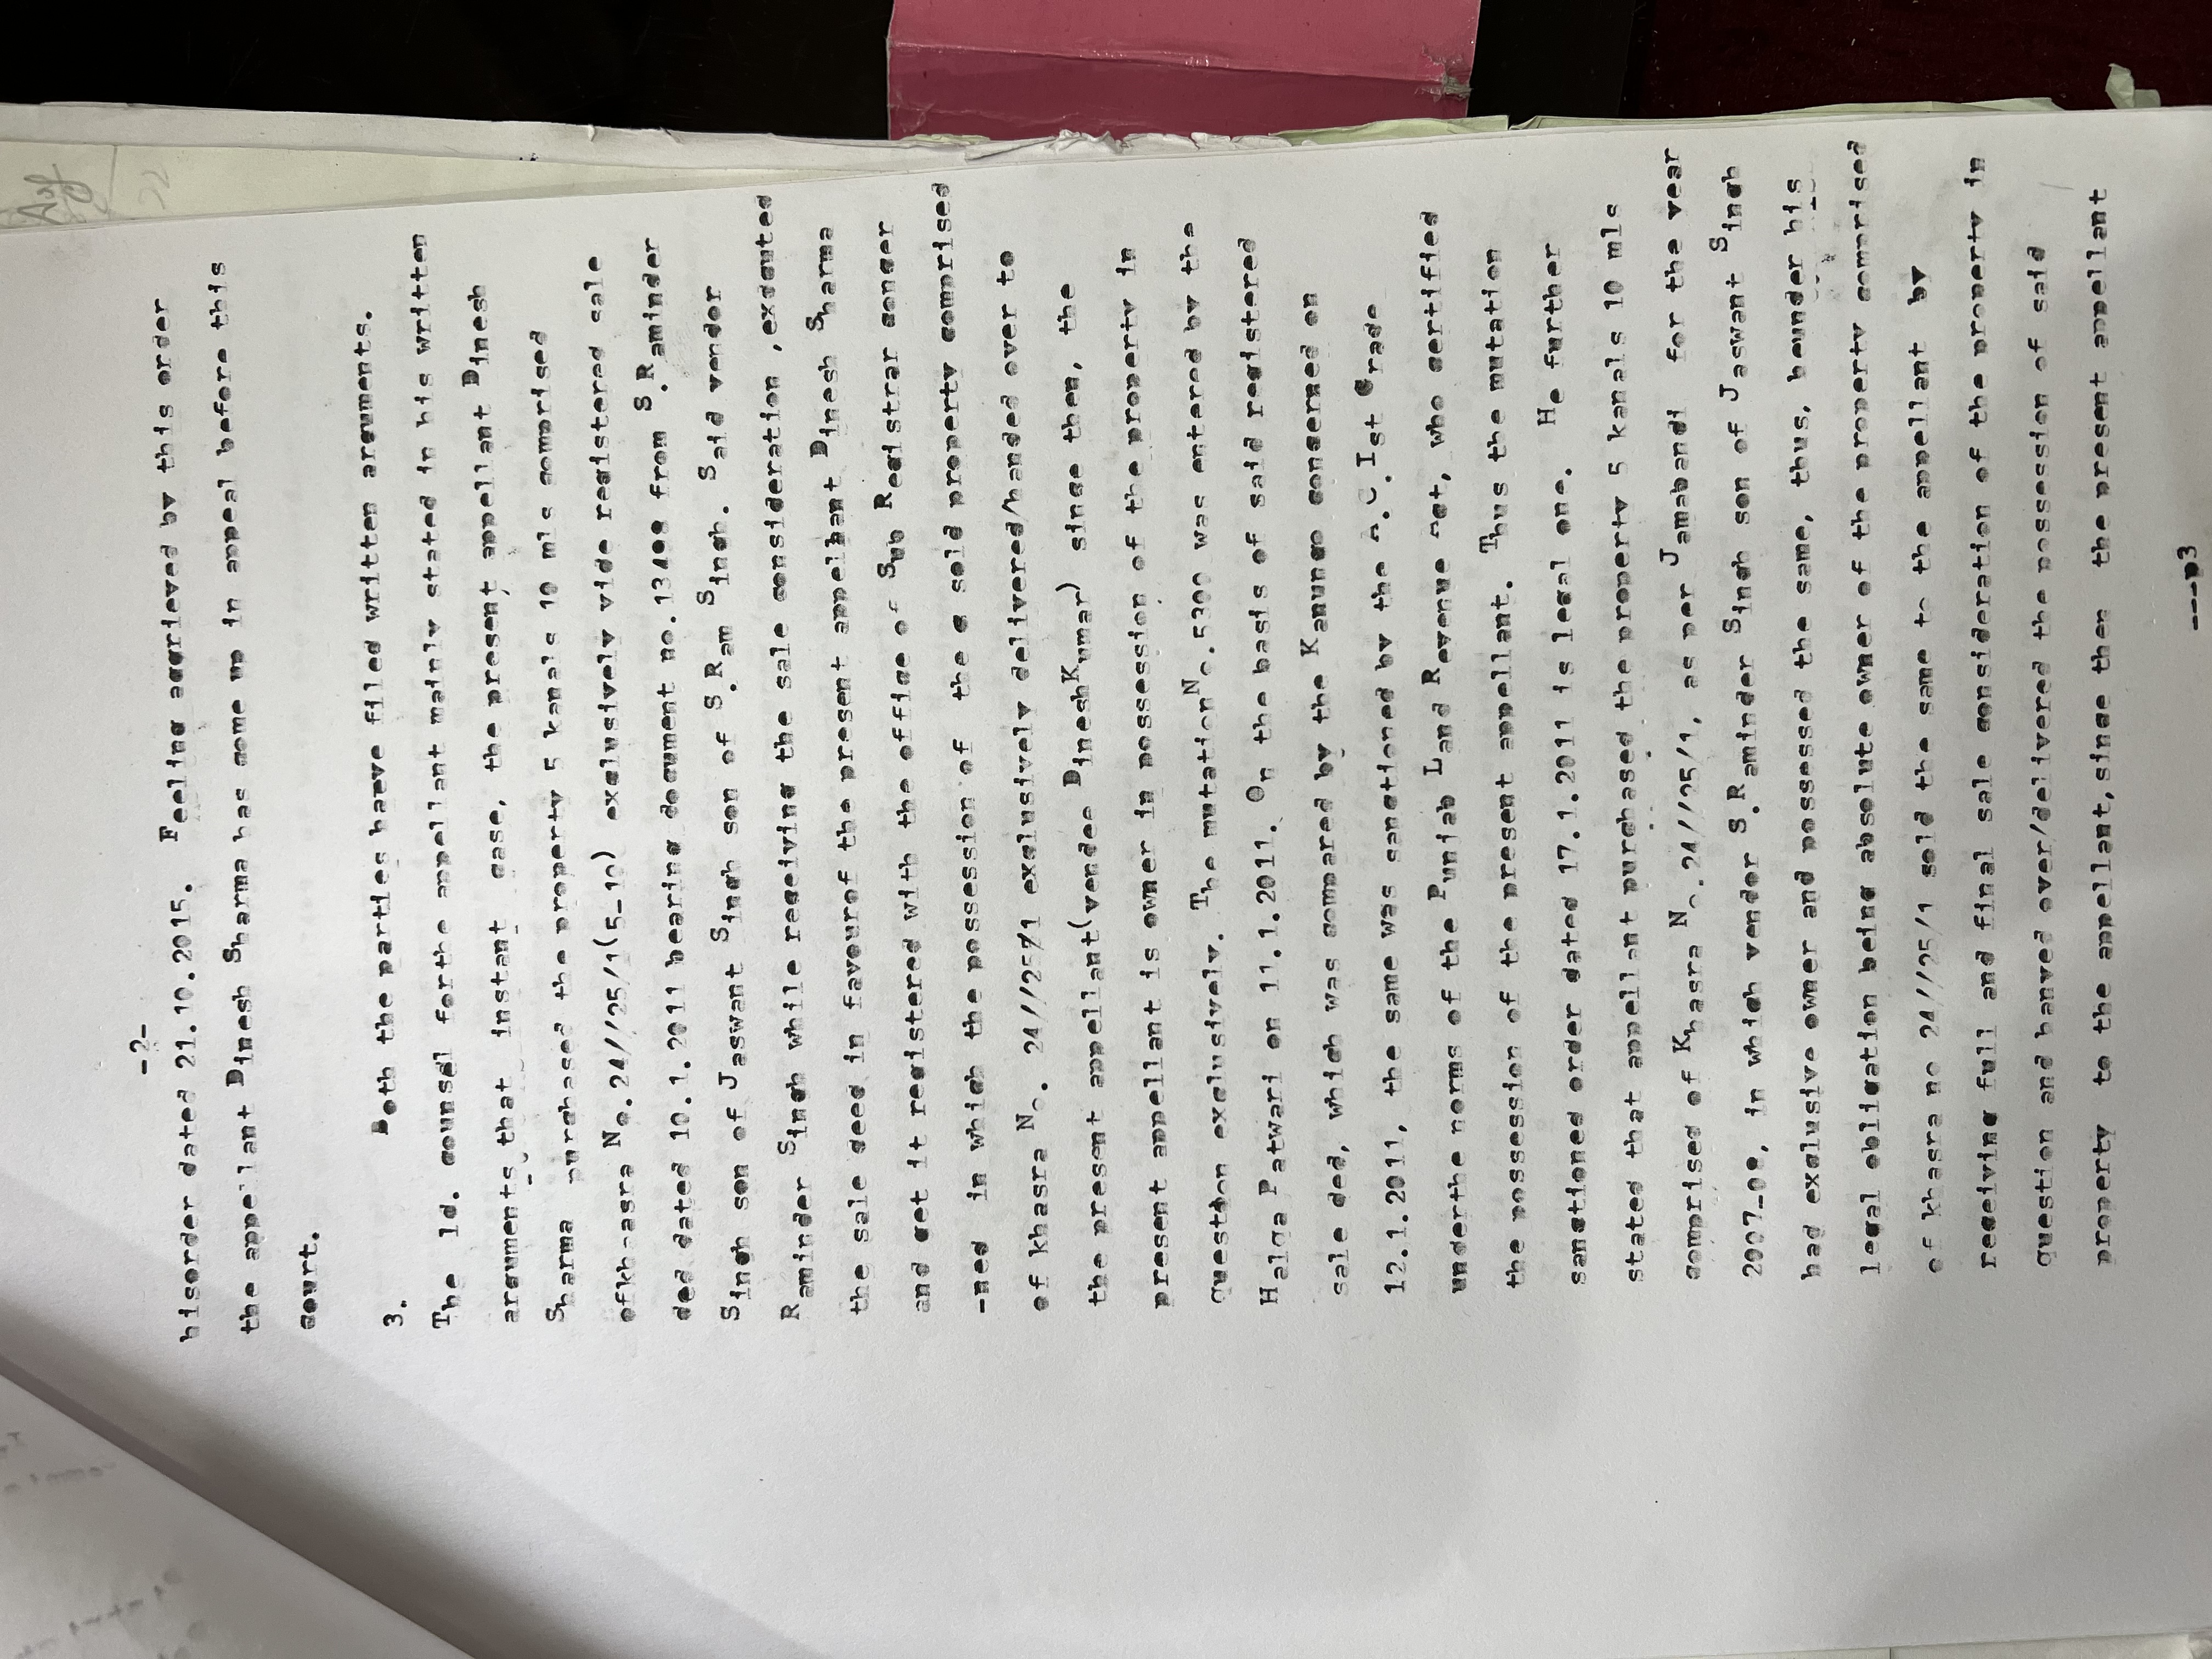 -2-
hisorder dated 21.10.2015. Feeling aggrieved by this order
the appellant Dinesh Sharma has come up in appeal before this
court.
3. Both the parties haeve filed written arguments.
The ld. counsel forthe appellant mainly stated in his written
arguments that instant case, the present appellant Dinesh
Sharma purchased the property 5 kanals 10 mls comprised
ofkhasra No.24//25/1(5-10) exclusively vide registered sale
ded dated 10.1.2011 bearing document no.13498 from S.Raminder
Singh son of Jaswant Singh son of S.Ram Singh. Said vendor
Raminder Singh while receiving the sale consideration ,executed
the sale deed in favourof the present appellant Dinesh Sharma
and get it registered with the office of Sub Registrar concer
-ned in which the possession of the sold property comprised
of khasra No. 24//25/1 exclusively delivered/handed over to
the present appellant(vendee DineshKumar) since then, the
present appellant is owner in possession of the property in
question exclusively. The mutationNo.5300 was entered by the
Halqa Patwari on 11.1.2011. On the basis of said registered
sale ded, which was compared by the Kanungo concerned on
12.1.2011, the same was sanctioned by the A.C.Ist Grade
underthe norms of the Punjab Land Revenue Act, who certified
the possession of the present appellant. Thus the mutation
sanctioned order dated 17.1.2011 is legal one. He further
stated that appellant purchased the property 5 kanals 10 mls
comprised of Khasra No.24//25/1, as per Jamabandi for the year
2007-08, in which vendor S.Raminder Singh son of Jaswant Singh
had exclusive owner and possessed the same, thus, heunder his
legal obligation being absolute owner of the property comprised
of khasra no 24//25/1 sold the same to the appellant by
receiving full and final sale consideration of the property in
question and hanved over/delivered the possession of said
property to the appellant,since then the present appellant
---p3